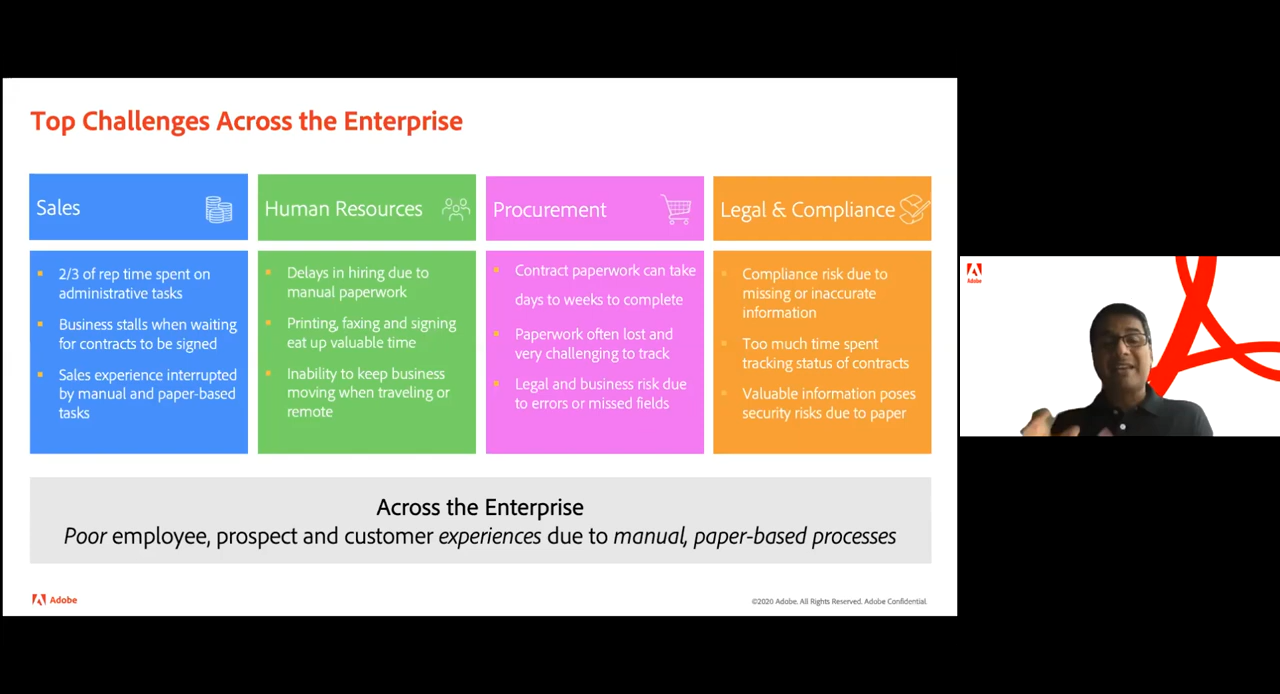 Top Challenges Across the Enterprise
Sales
2/3 of rep time spent on
administrative tasks
Business stalls when waiting
for contracts to be signed
Sales experience interrupted
by manual and paper-based
tasks
Human Resources
Delays in hiring due to
manual paperwork
Printing, faxing and signing
eat up valuable time
Inability to keep business
moving when traveling or
remote
Procurement
Contract paperwork can take
days to weeks to complete
Paperwork often lost and
very challenging to track
Legal and business risk due
to errors or missed fields
Legal & Compliance
Compliance risk due to
missing or inaccurate
information
Too much time spent
tracking status of contracts
Valuable information poses
security risks due to paper
Across the Enterprise
Poor employee, prospect and customer experiences due to manual, paper-based processes
Adobe
©2020 Adobe. All Rights Reserved. Adobe Confidential.
Adobe